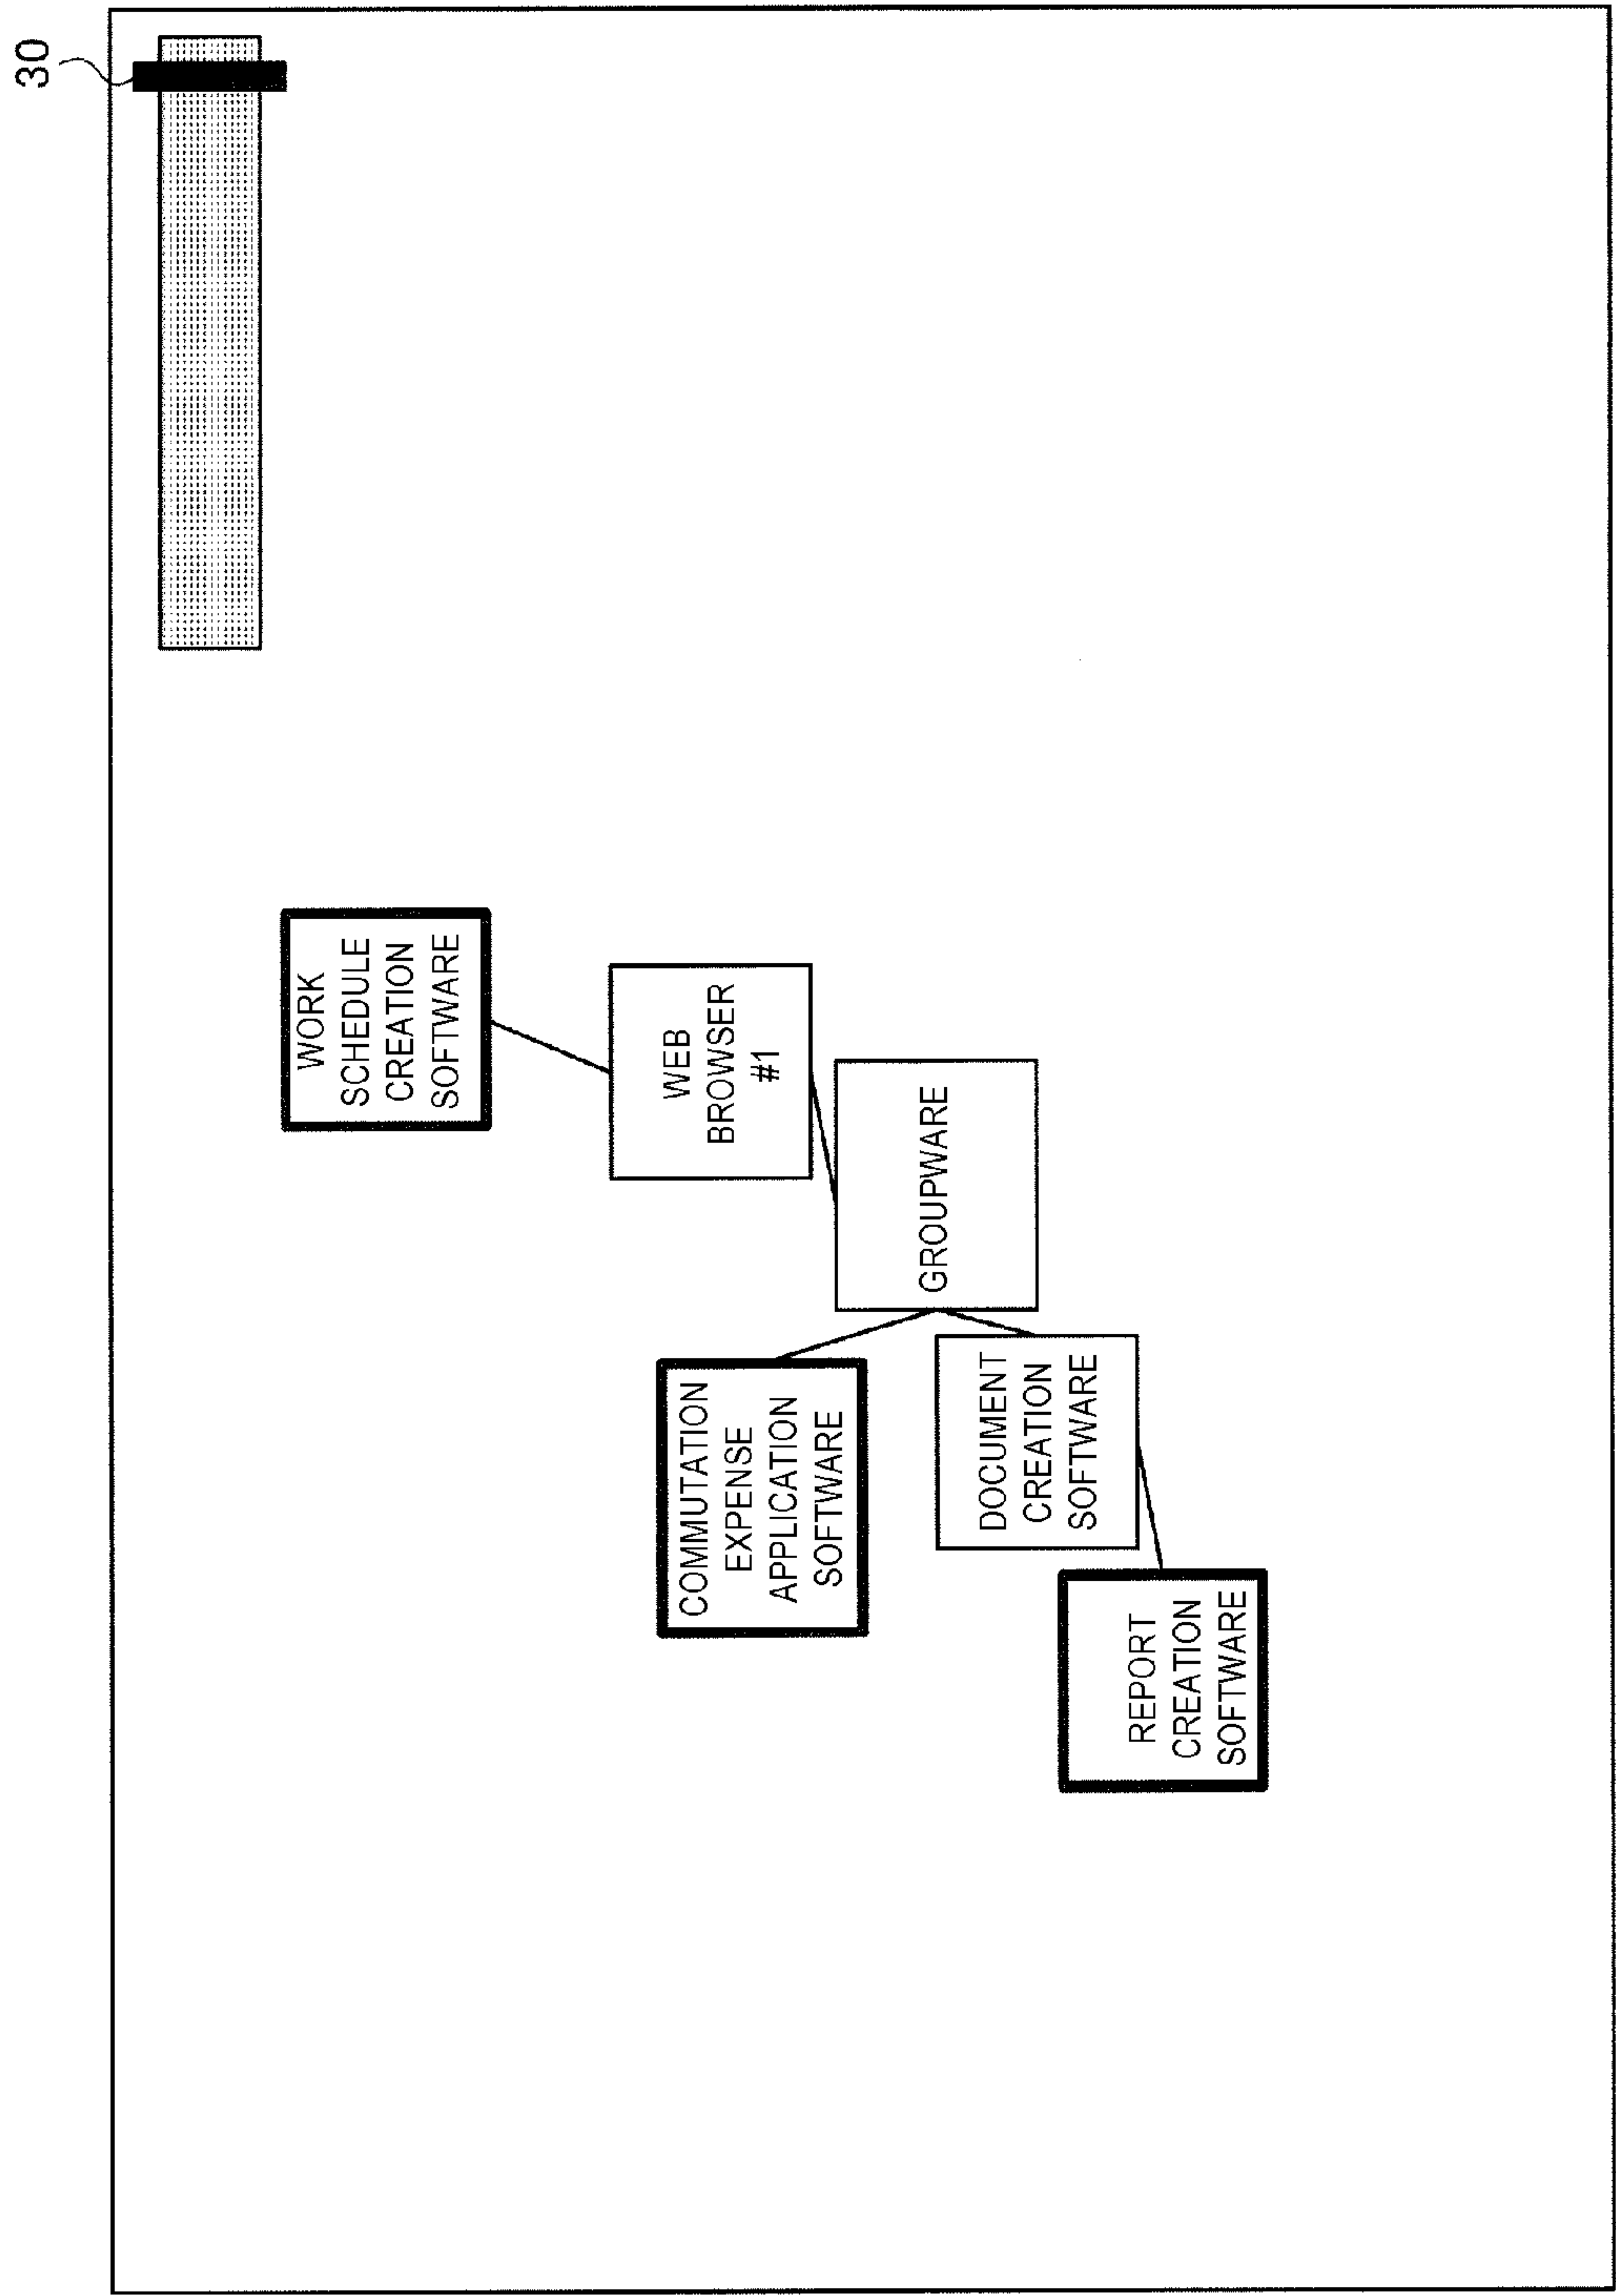 30
WORK
SCHEDULE
CREATION
SOFTWARE
WEB
BROWSER
#1
COMMUTATION
EXPENSE
APPLICATION
SOFTWARE
GROUPWARE
DOCUMENT
CREATION
SOFTWARE
REPORT
CREATION
SOFTWARE